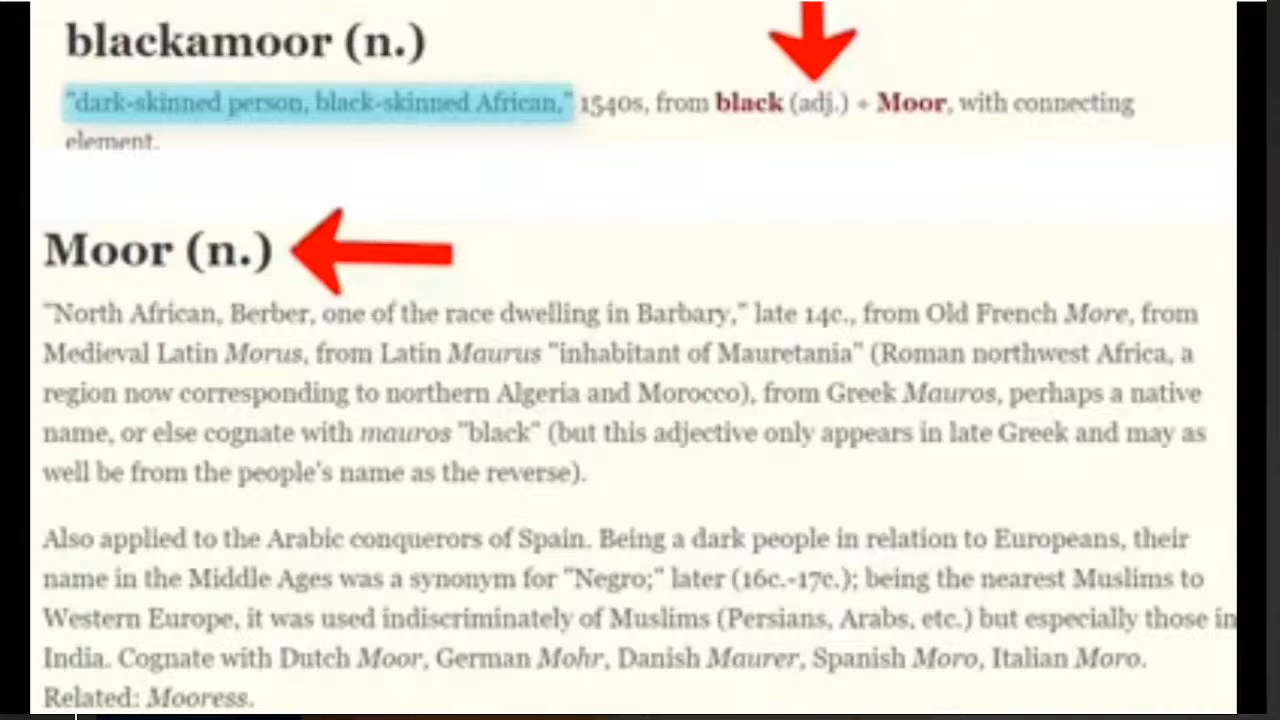 blackamoor (n.)
"dark-skinned person, black-skinned African," 1540s, from black (adj.) + Moor, with connecting
element.
Moor (n.)
"North African, Berber, one of the race dwelling in Barbary," late 14c., from Old French More, from
Medieval Latin Morus, from Latin Maurus "inhabitant of Mauretania" (Roman northwest Africa, a
region now corresponding to northern Algeria and Morocco), from Greek Mauros, perhaps a native
name, or else cognate with mauros "black" (but this adjective only appears in late Greek and may as
well be from the people's name as the reverse).
Also applied to the Arabic conquerors of Spain. Being a dark people in relation to Europeans, their
name in the Middle Ages was a synonym for "Negro;" later (16c.-17c.); being the nearest Muslims to
Western Europe, it was used indiscriminately of Muslims (Persians, Arabs, etc.) but especially those in
India. Cognate with Dutch Moor, German Mohr, Danish Maurer, Spanish Moro, Italian Moro.
Related: Mooress.